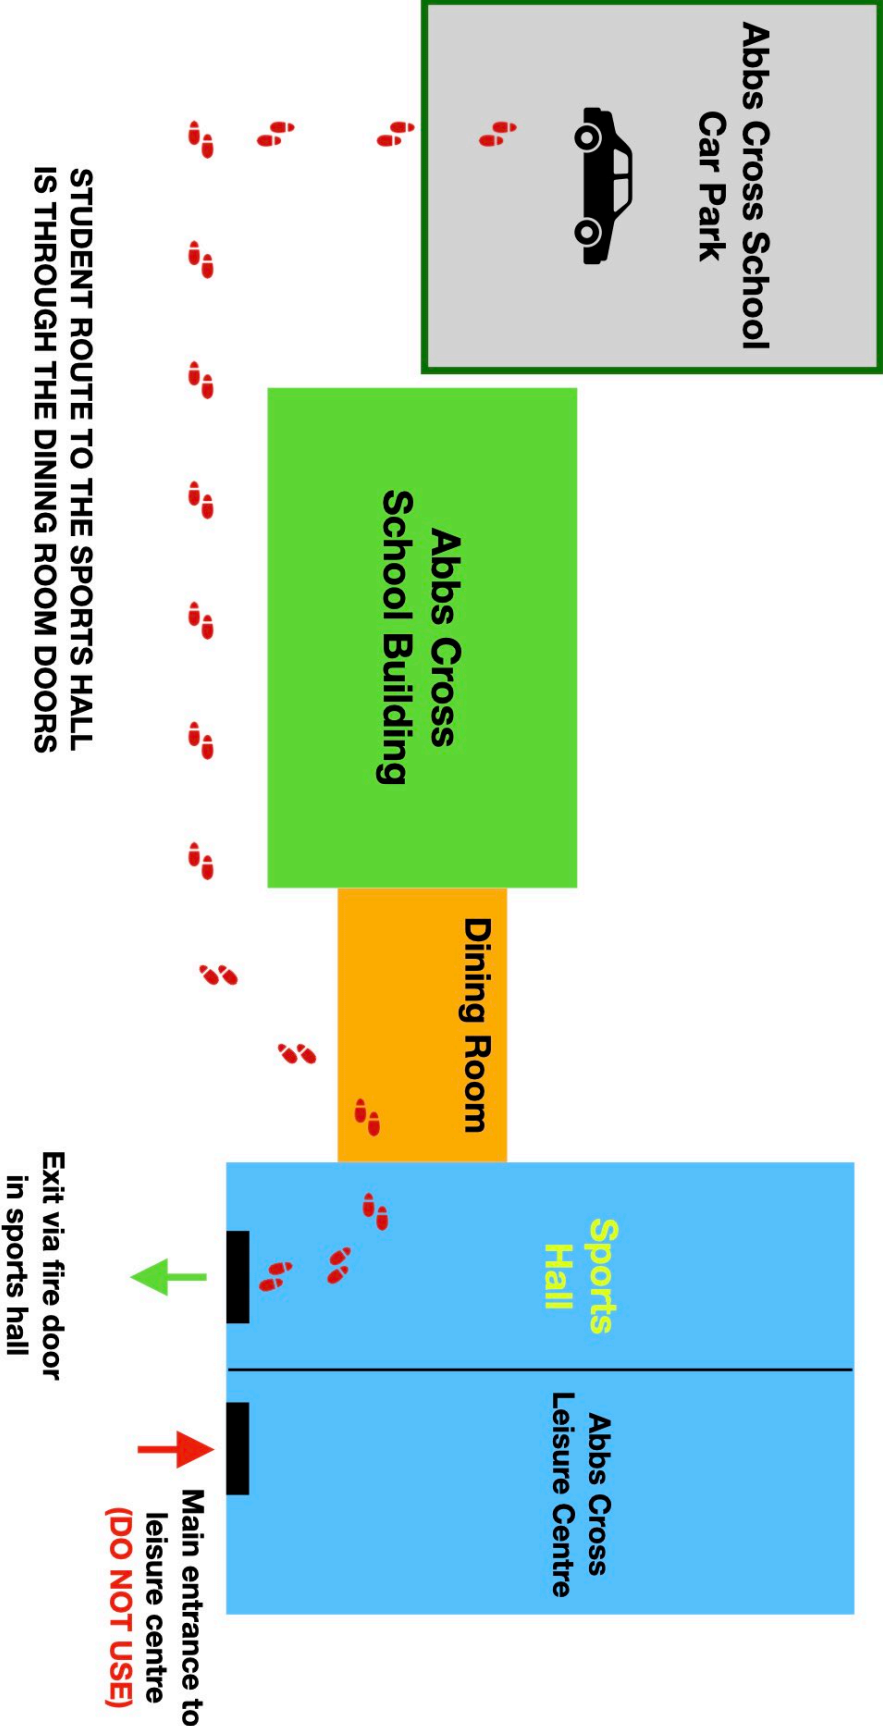 Abbs Cross School
Car Park
Abbs Cross
School Building
Dining Room
Sports
Hall
Abbs Cross
Leisure Centre
STUDENT ROUTE TO THE SPORTS HALL
IS THROUGH THE DINING ROOM DOORS
Exit via fire door
in sports hall
Main entrance to
leisure centre
(DO NOT USE)